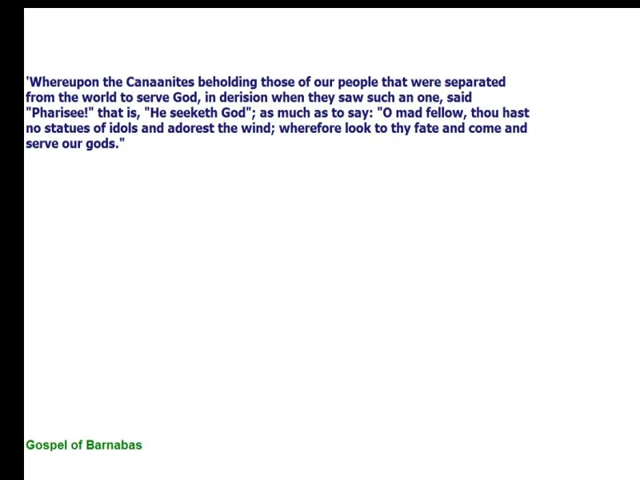 'Whereupon the Canaanites beholding those of our people that were separated
from the world to serve God, in derision when they saw such an one, said
"Pharisee!" that is, "He seeketh God"; as much as to say: "O mad fellow, thou hast
no statues of idols and adorest the wind; wherefore look to thy fate and come and
serve our gods."
Gospel of Barnabas